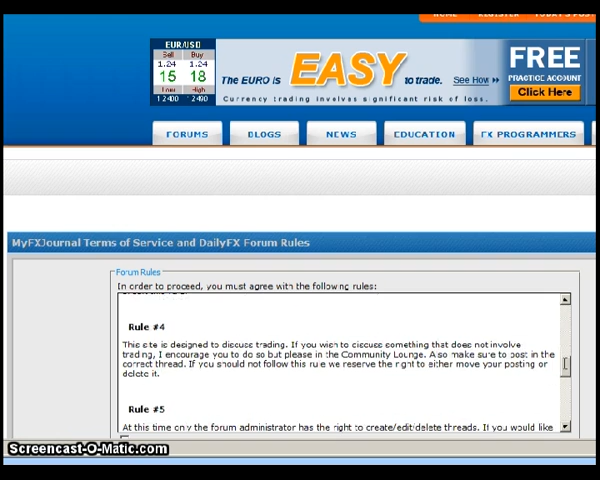 HOME REGISTER TODAY'S POST
EUR/USD
Sell Buy
1.24 1.24
15 18
Low High
1.2400 1.2490
The EURO is EASY to trade. See How
Currency trading involves significant risk of loss.
FREE
PRACTICE ACCOUNT
Click Here
FORUMS BLOGS NEWS EDUCATION FX PROGRAMMERS
MyFXJournal Terms of Service and DailyFX Forum Rules
Forum Rules
In order to proceed, you must agree with the following rules:
Rule #4
This site is designed to discuss trading. If you wish to discuss something that does not involve
trading, I encourage you to do so but please in the Community Lounge. Also make sure to post in the
correct thread. If you should not follow this rule we reserve the right to either move your posting or
delete it.
Rule #5
At this time only the forum administrator has the right to create/edit/delete threads. If you would like
Screencast-O-Matic.com